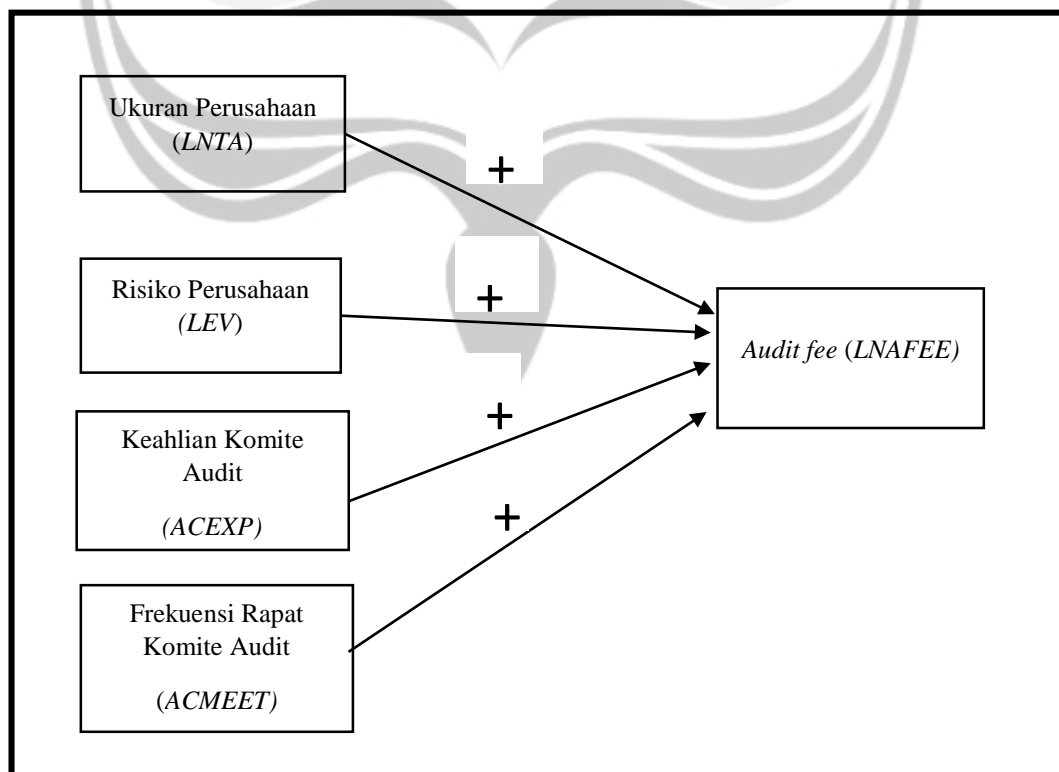 Ukuran Perusahaan
(LNTA)
+
Risiko Perusahaan
(LEV)
+
Audit fee (LNAFEE)
Keahlian Komite
Audit
(ACEXP)
+
Frekuensi Rapat
Komite Audit
(ACMEET)
+